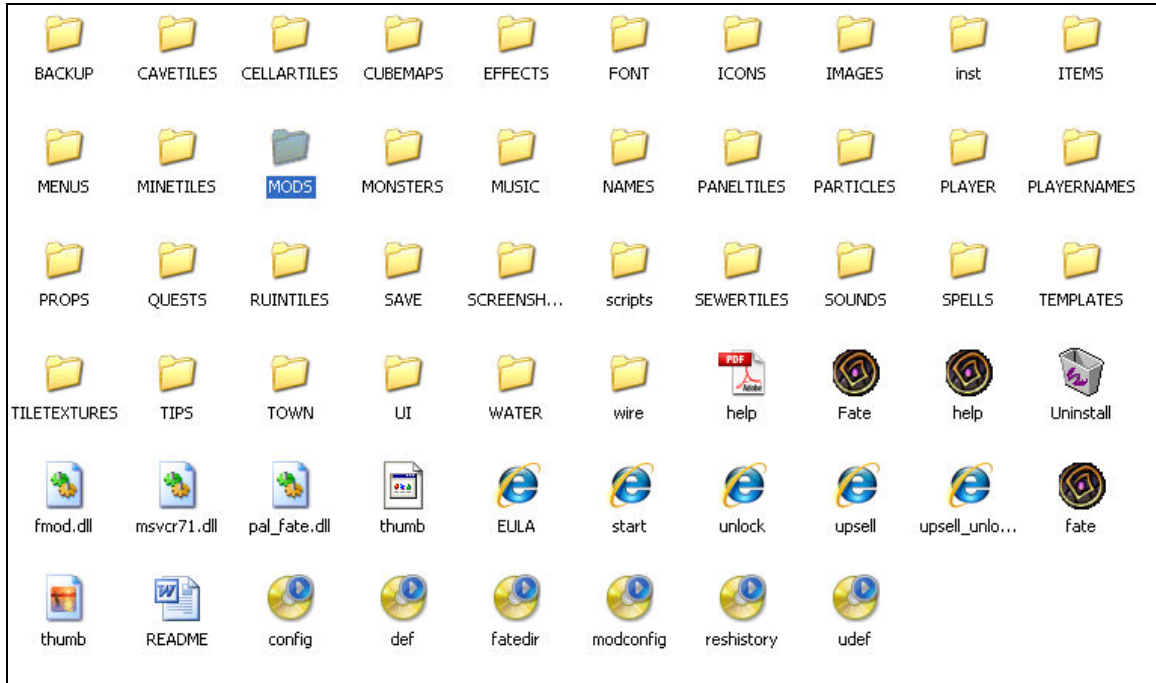 BACKUP CAVETILES CELLARTILES CUBEMAPS EFFECTS FONT ICONS IMAGES inst ITEMS
MENUS MINETILES MODS MONSTERS MUSIC NAMES PANELTILES PARTICLES PLAYER PLAYERNAMES
PROPS QUESTS RUINTILES SAVE SCREENSH... scripts SEWERTILES SOUNDS SPELLS TEMPLATES
PDF
Adobe
TILETEXTURES TIPS TOWN UI WATER wire help Fate help Uninstall
fmod.dll msvcr71.dll pal_fate.dll thumb EULA start unlock upsell upsell_unlo... fate
thumb README config def fatedir modconfig reshistory udef